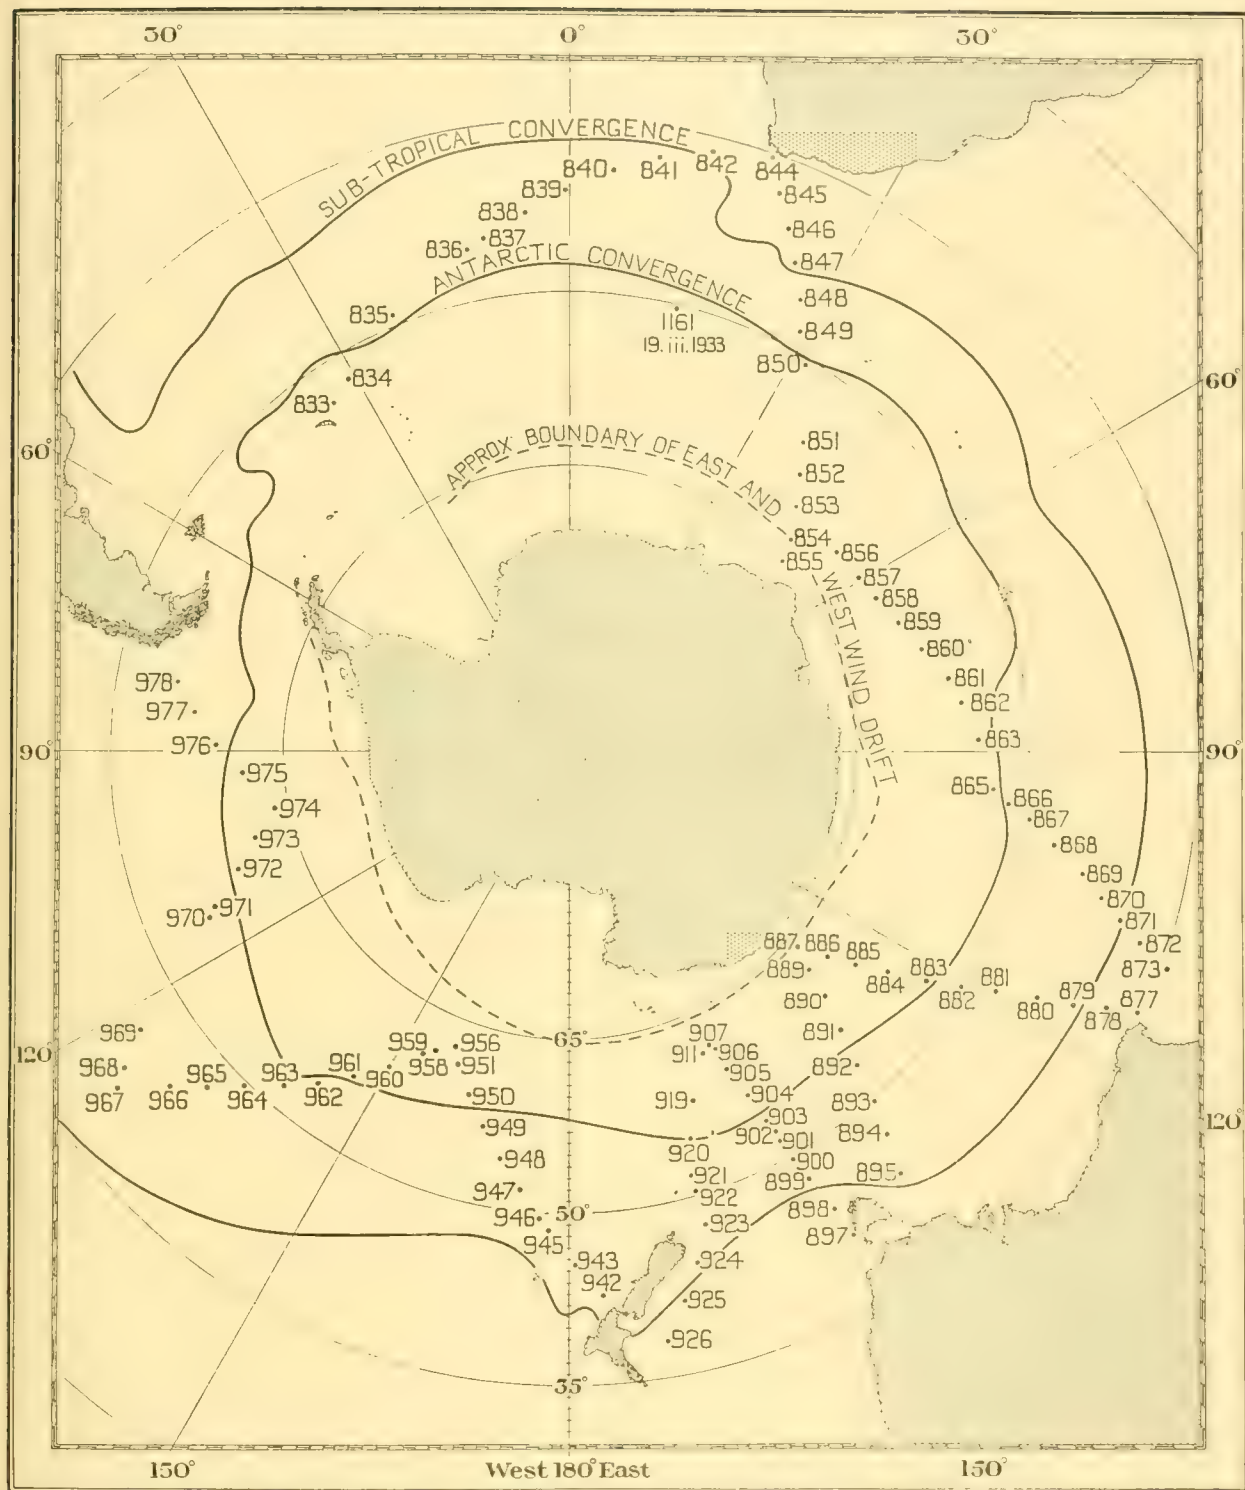 30° 0° 30°
SUB-TROPICAL CONVERGENCE
840 841 842 844
839 845
838
837 846
836 847
ANTARCTIC CONVERGENCE
848
835 1161 849
19. iii. 1933
850
834 60°
833
APPROX: BOUNDARY OF EAST AND WEST WIND DRIFT
60° 851
852
853
854 856
855 857
858
859
860
861
978 862
977
976 863
90° 90°
975
865 866
974 867
973 868
972 869
870
971 871
970
887 886 885 872
889 884 883 881 873
882 880 879 877
890 878
969 891
907
65°
959 956
120° 911 906
968 961 958 951 905 892
965 963 960
967 966 964 962 950 919 904 893
903
949 902 901 894 120°
920
948 900
921 899 895
947 922
946 50° 898
945 923 897
943 924
942
925
926
35°
150° West 180° East 150°